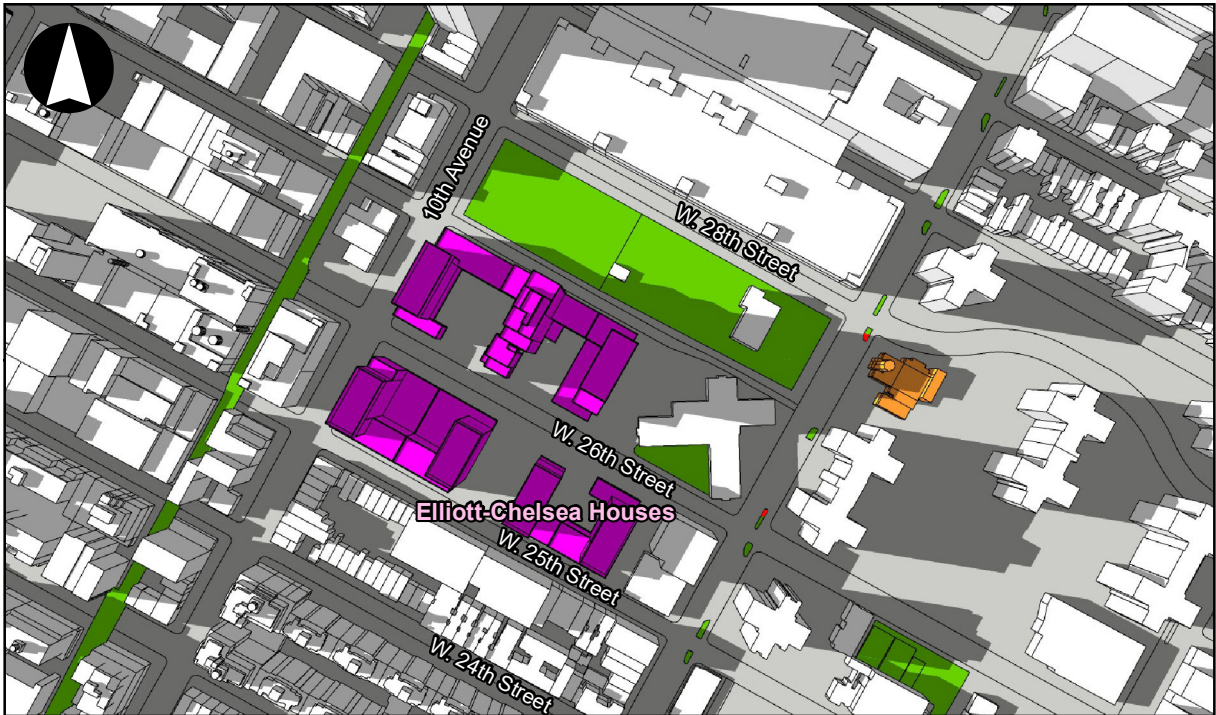 10th Avenue
W. 28th Street
W. 26th Street
Elliott-Chelsea Houses
W. 25th Street
W. 24th Street